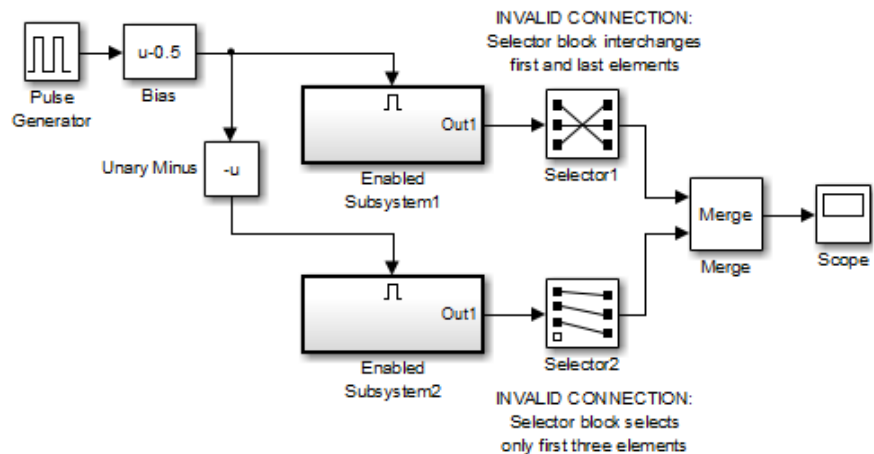 INVALID CONNECTION:
Selector block interchanges
first and last elements
u-0.5
Pulse
Generator
Bias
Out1
Unary Minus
-u
Enabled
Subsystem1
Selector1
Merge
Merge
Scope
Out1
Enabled
Subsystem2
Selector2
INVALID CONNECTION:
Selector block selects
only first three elements